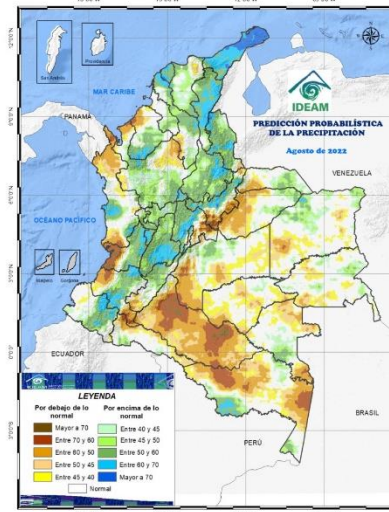 San Andrés
Providencia
MAR CARIBE
PANAMÁ
IDEAM
PREDICCIÓN PROBABILÍSTICA
DE LA PRECIPITACIÓN
Agosto de 2022
VENEZUELA
OCEANO PACÍFICO
Malpelo
Gorgona
ECUADOR
PERÚ
BRASIL
IDEAM
LEYENDA
Por debajo de lo normal
Por encima de lo normal
Mayor a 70
Entre 40 y 45
Entre 70 y 60
Entre 45 y 50
Entre 60 y 50
Entre 50 y 60
Entre 50 y 45
Entre 60 y 70
Entre 45 y 40
Mayor a 70
Normal